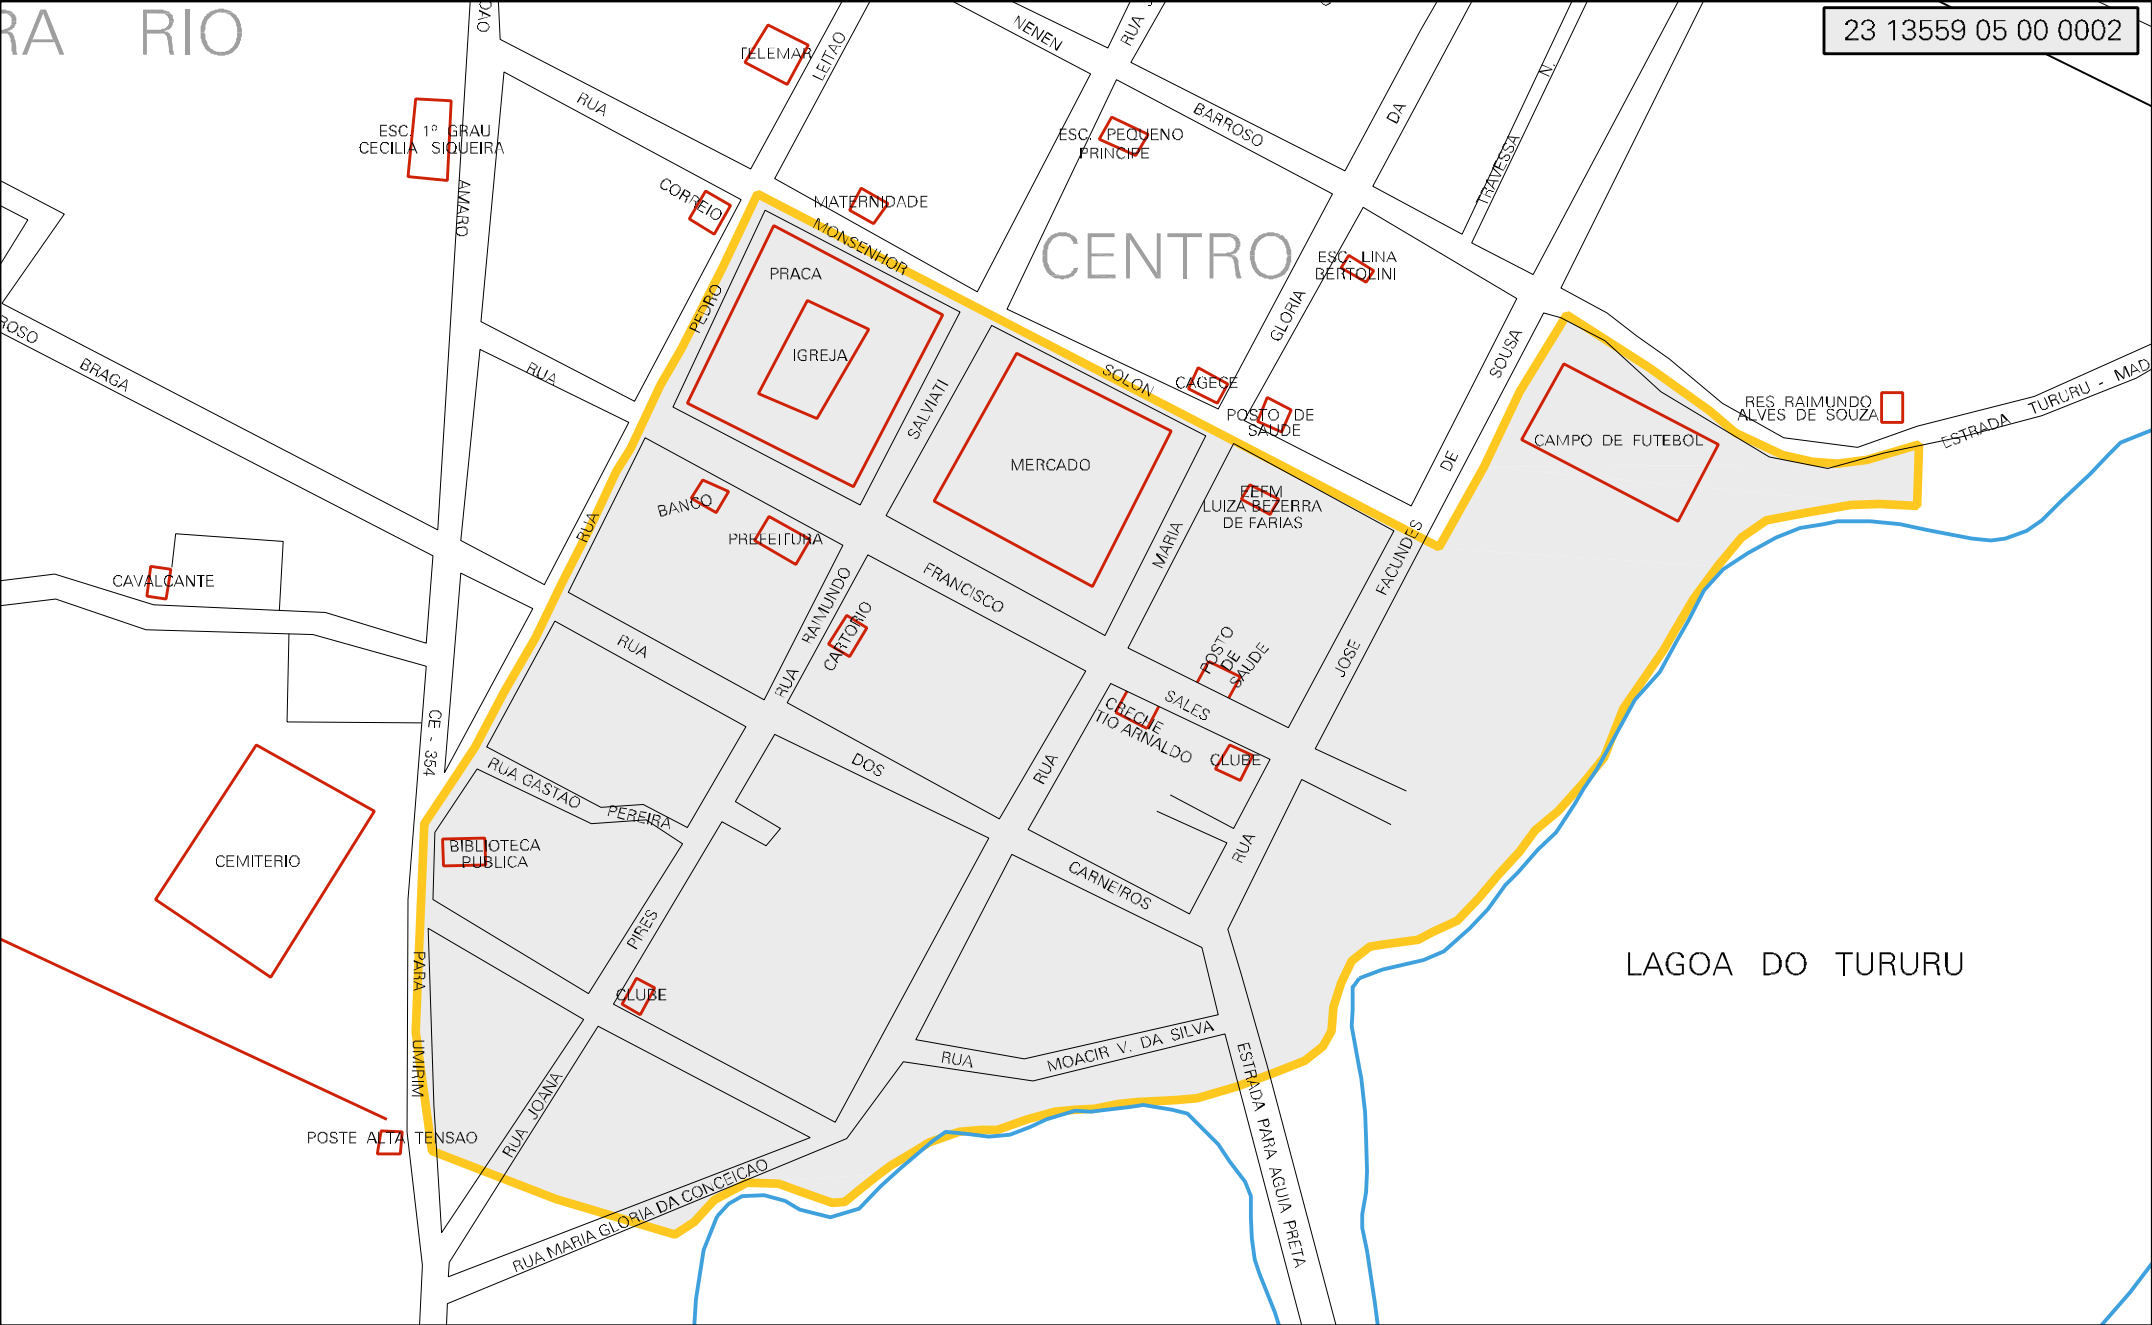 RA RIO
23 13559 05 00 0002
JOAO
NENEN
RUA
TELEMAR
LEITAO
RUA
BARROSO
DA
N.
TRAVESSA
ESC. 1º GRAU
CECILIA SIQUEIRA
ESC. PEQUENO
PRINCIPE
AMARO
CORREIO
MATERNIDADE
MONSENHOR
CENTRO
ESC. LINA
BERTOLINI
PRACA
PEDRO
GLORIA
ROSO
BRAGA
IGREJA
RUA
SALVIATI
SOLON
CAGECE
SOUSA
POSTO DE
SAUDE
RES RAIMUNDO
ALVES DE SOUZA
ESTRADA TURURU - MAD
CAMPO DE FUTEBOL
DE
MERCADO
BANCO
RUA
PREFEITURA
EEFM
LUIZA BEZERRA
DE FARIAS
MARIA
FACUNDES
CAVALCANTE
FRANCISCO
RAIMUNDO
CARTORIO
RUA
RUA
POSTO
DE
SAUDE
JOSE
SALES
CRECHE
TIO ARNALDO
CLUBE
CE - 354
DOS
RUA
RUA GASTAO PEREIRA
BIBLIOTECA
PUBLICA
CEMITERIO
RUA
CARNEIROS
PIRES
PARA UMIRIM
CLUBE
LAGOA DO TURURU
RUA MOACIR V. DA SILVA
RUA JOANA
POSTE ALTA TENSAO
ESTRADA PARA AGUIA PRETA
RUA MARIA GLORIA DA CONCEICAO